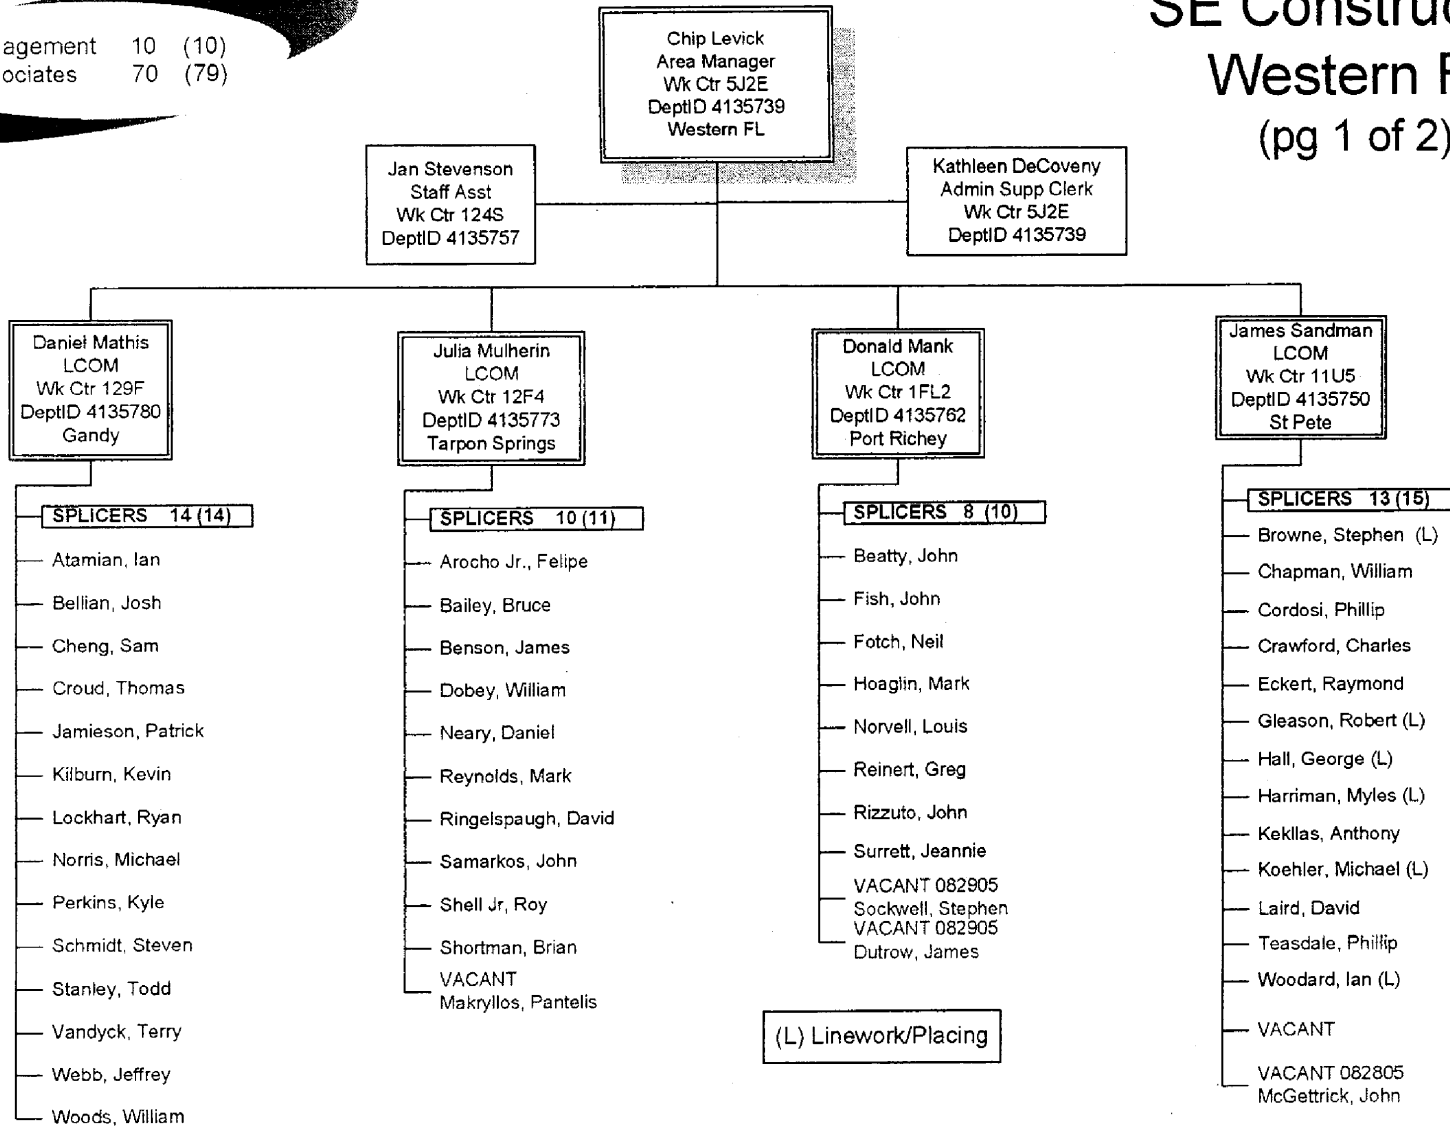 agement 10 (10)
ociates 70 (79)
SE Construc
Western F
(pg 1 of 2)
Chip Levick
Area Manager
Wk Ctr 5J2E
DeptID 4135739
Western FL
Jan Stevenson
Staff Asst
Wk Ctr 124S
DeptID 4135757
Kathleen DeCoveny
Admin Supp Clerk
Wk Ctr 5J2E
DeptID 4135739
Daniel Mathis
LCOM
Wk Ctr 129F
DeptID 4135780
Gandy
SPLICERS 14 (14)
Atamian, Ian
Bellian, Josh
Cheng, Sam
Croud, Thomas
Jamieson, Patrick
Kilburn, Kevin
Lockhart, Ryan
Norris, Michael
Perkins, Kyle
Schmidt, Steven
Stanley, Todd
Vandyck, Terry
Webb, Jeffrey
Woods, William
Julia Mulherin
LCOM
Wk Ctr 12F4
DeptID 4135773
Tarpon Springs
SPLICERS 10 (11)
Arocho Jr., Felipe
Bailey, Bruce
Benson, James
Dobey, William
Neary, Daniel
Reynolds, Mark
Ringelspaugh, David
Samarkos, John
Shell Jr, Roy
Shortman, Brian
VACANT
Makryllos, Pantelis
Donald Mank
LCOM
Wk Ctr 1FL2
DeptID 4135762
Port Richey
SPLICERS 8 (10)
Beatty, John
Fish, John
Fotch, Neil
Hoaglin, Mark
Norvell, Louis
Reinert, Greg
Rizzuto, John
Surrett, Jeannie
VACANT 082905
Sockwell, Stephen
VACANT 082905
Dutrow, James
(L) Linework/Placing
James Sandman
LCOM
Wk Ctr 11U5
DeptID 4135750
St Pete
SPLICERS 13 (15)
Browne, Stephen (L)
Chapman, William
Cordosi, Phillip
Crawford, Charles
Eckert, Raymond
Gleason, Robert (L)
Hall, George (L)
Harriman, Myles (L)
Kekllas, Anthony
Koehler, Michael (L)
Laird, David
Teasdale, Phillip
Woodard, Ian (L)
VACANT
VACANT 082805
McGettrick, John